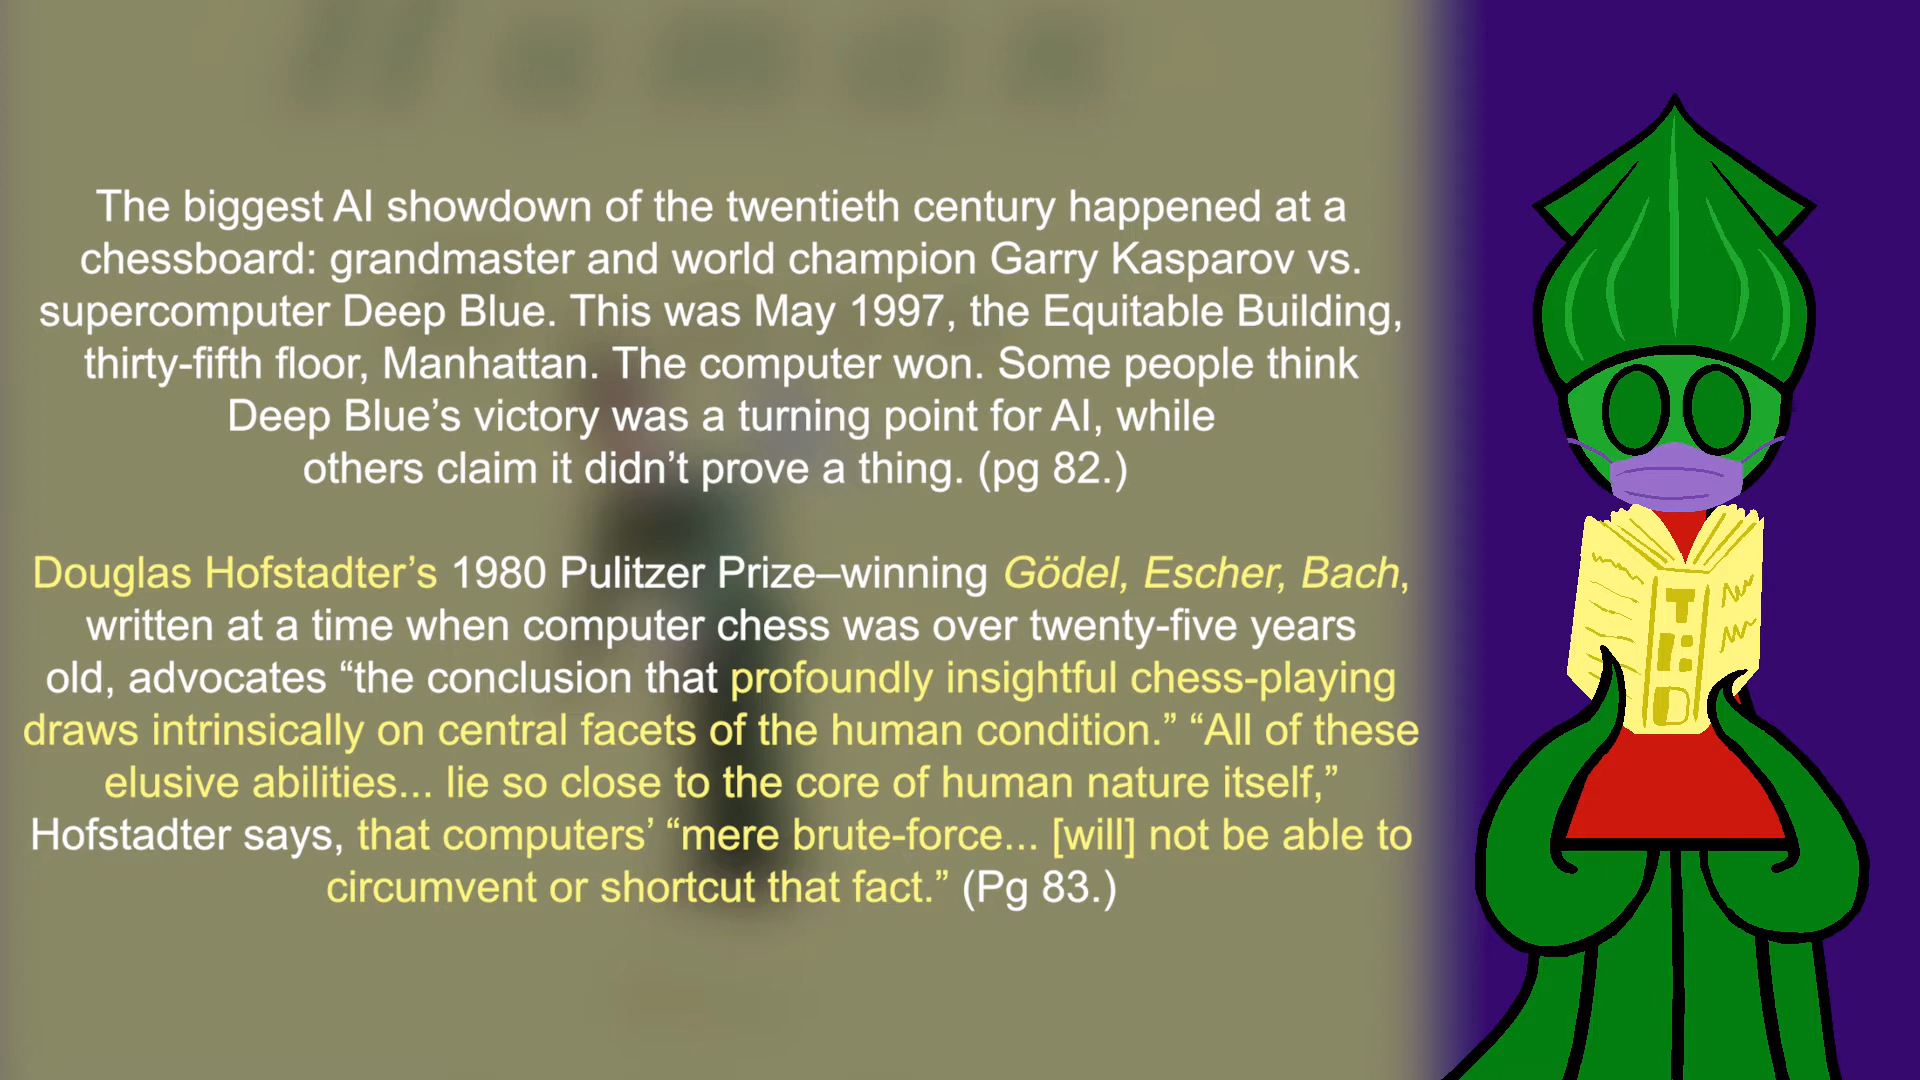 The biggest AI showdown of the twentieth century happened at a
chessboard: grandmaster and world champion Garry Kasparov vs.
supercomputer Deep Blue. This was May 1997, the Equitable Building,
thirty-fifth floor, Manhattan. The computer won. Some people think
Deep Blue’s victory was a turning point for AI, while
others claim it didn’t prove a thing. (pg 82.)
Douglas Hofstadter’s 1980 Pulitzer Prize–winning Gödel, Escher, Bach,
written at a time when computer chess was over twenty-five years
old, advocates “the conclusion that profoundly insightful chess-playing
draws intrinsically on central facets of the human condition.” “All of these
elusive abilities... lie so close to the core of human nature itself,”
Hofstadter says, that computers’ “mere brute-force... [will] not be able to
circumvent or shortcut that fact.” (Pg 83.)